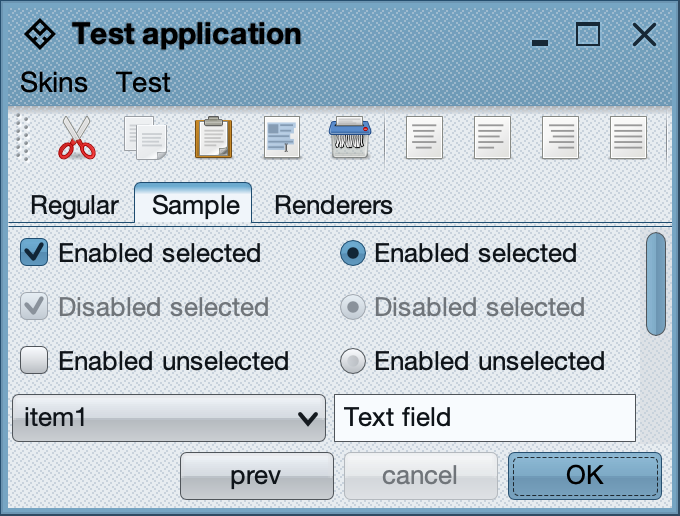 Test application
Skins Test
Regular Sample Renderers
Enabled selected Enabled selected
Disabled selected Disabled selected
Enabled unselected Enabled unselected
item1 Text field
prev cancel OK